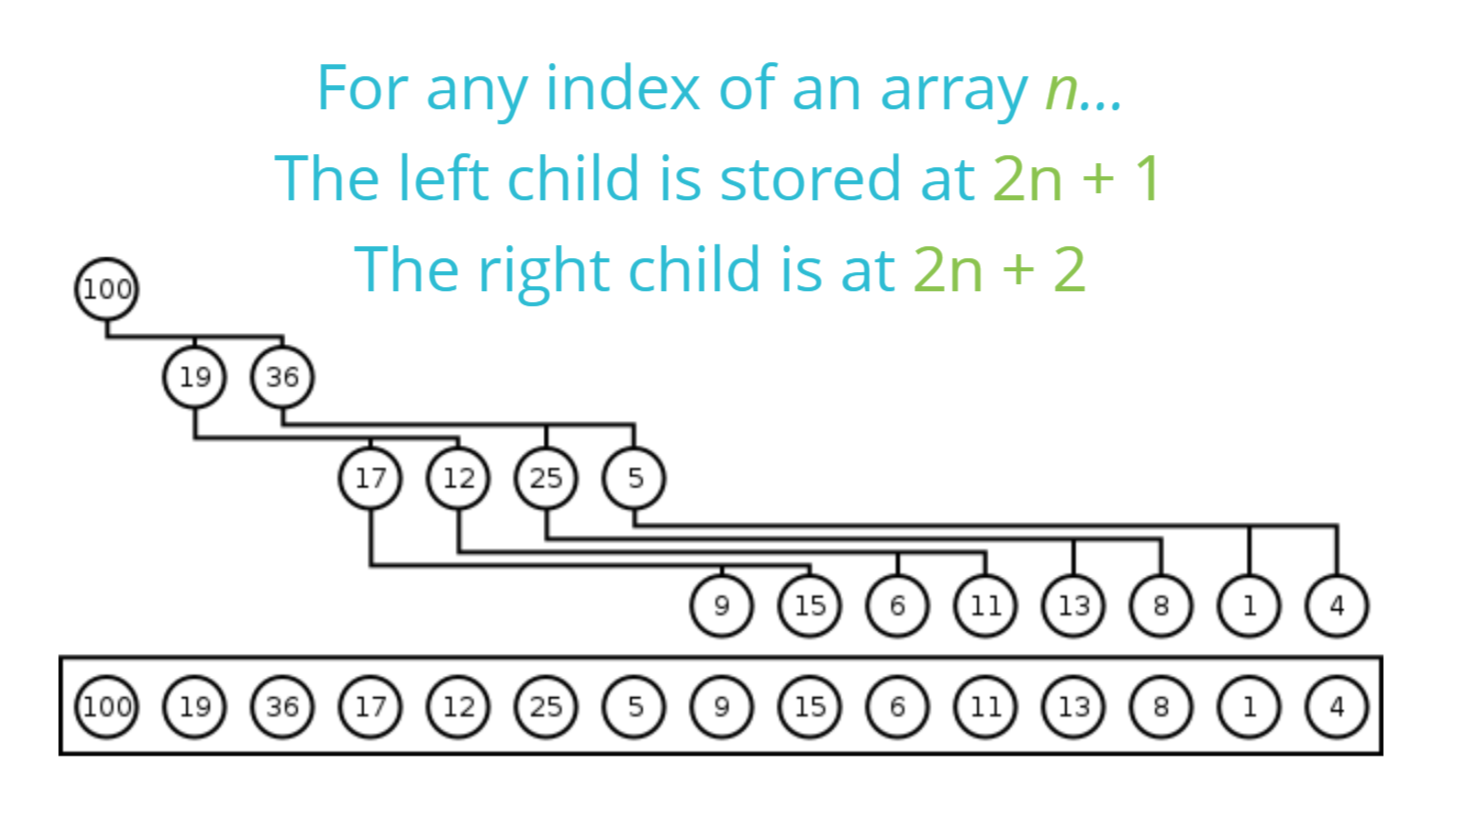 For any index of an array n...
The left child is stored at 2n + 1
The right child is at 2n + 2
100
19 36
17 12 25 5
9 15 6 11 13 8 1 4
100 19 36 17 12 25 5 9 15 6 11 13 8 1 4